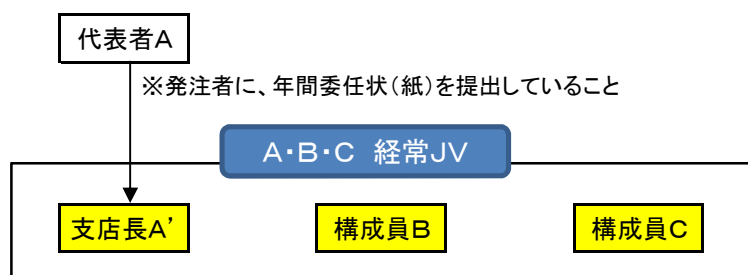 代表者A
※発注者に、年間委任状(紙)を提出していること
A・B・C 経常JV
支店長A’
構成員B
構成員C